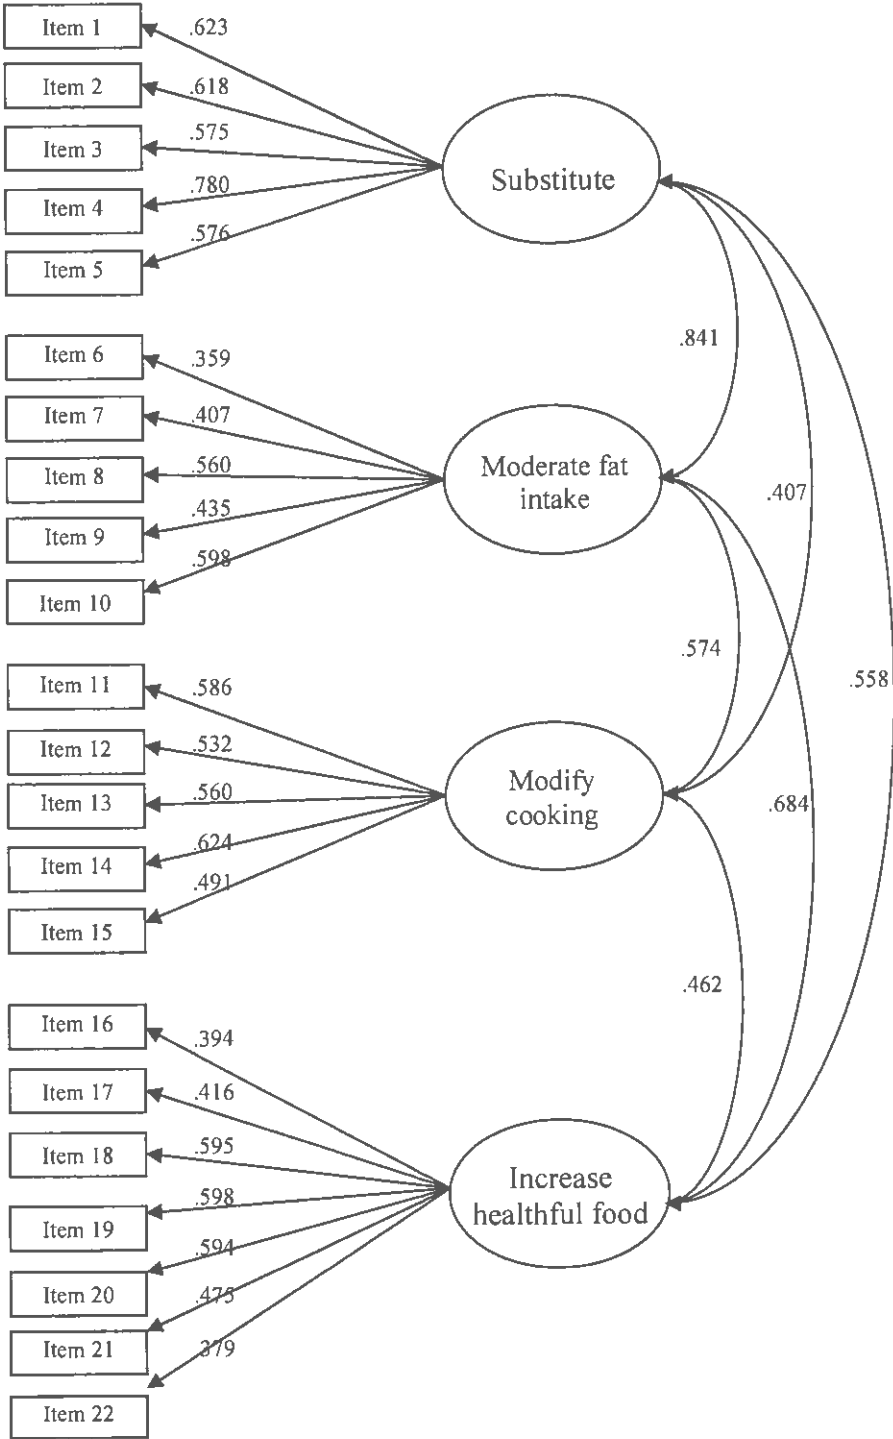 Item 1
.623
Item 2
.618
Item 3
.575
Item 4
.780
Item 5
.576
Substitute
Item 6
.359
Item 7
.407
Item 8
.560
Item 9
.435
Item 10
.598
Moderate fat
intake
.841
.407
Item 11
.586
Item 12
.532
Item 13
.560
Item 14
.624
Item 15
.491
Modify
cooking
.574
.558
.684
Item 16
.394
Item 17
.416
Item 18
.595
Item 19
.598
Item 20
.594
Item 21
.475
Item 22
.379
Increase
healthful food
.462